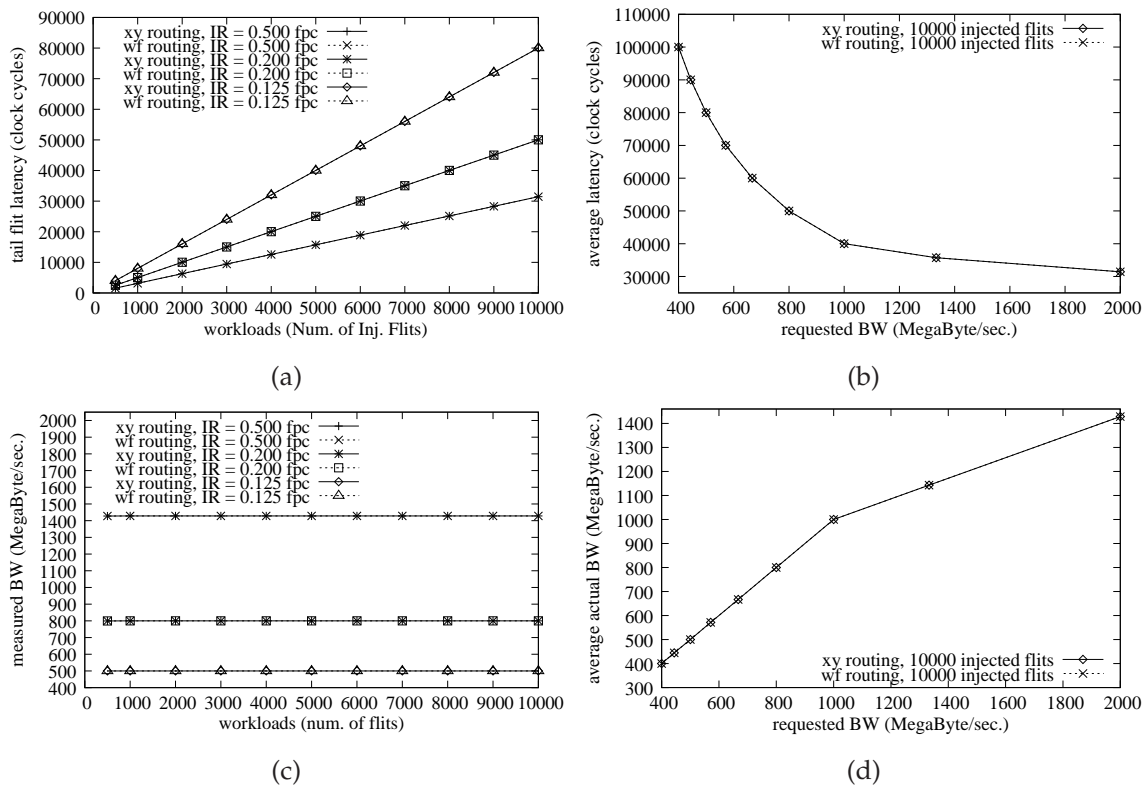 xy routing, IR = 0.500 fpc
wf routing, IR = 0.500 fpc
xy routing, IR = 0.200 fpc
wf routing, IR = 0.200 fpc
xy routing, IR = 0.125 fpc
wf routing, IR = 0.125 fpc
90000
80000
70000
60000
50000
40000
30000
20000
10000
0
tail flit latency (clock cycles)
0 1000 2000 3000 4000 5000 6000 7000 8000 9000 10000
workloads (Num. of Inj. Flits)
(a)
xy routing, 10000 injected flits
wf routing, 10000 injected flits
110000
100000
90000
80000
70000
60000
50000
40000
30000
average latency (clock cycles)
400 600 800 1000 1200 1400 1600 1800 2000
requested BW (MegaByte/sec.)
(b)
xy routing, IR = 0.500 fpc
wf routing, IR = 0.500 fpc
xy routing, IR = 0.200 fpc
wf routing, IR = 0.200 fpc
xy routing, IR = 0.125 fpc
wf routing, IR = 0.125 fpc
2000
1900
1800
1700
1600
1500
1400
1300
1200
1100
1000
900
800
700
600
500
400
measured BW (MegaByte/sec.)
0 1000 2000 3000 4000 5000 6000 7000 8000 9000 10000
workloads (num. of flits)
(c)
1400
1300
1200
1100
1000
900
800
700
600
500
400
300
average actual BW (MegaByte/sec.)
xy routing, 10000 injected flits
wf routing, 10000 injected flits
400 600 800 1000 1200 1400 1600 1800 2000
requested BW (MegaByte/sec.)
(d)